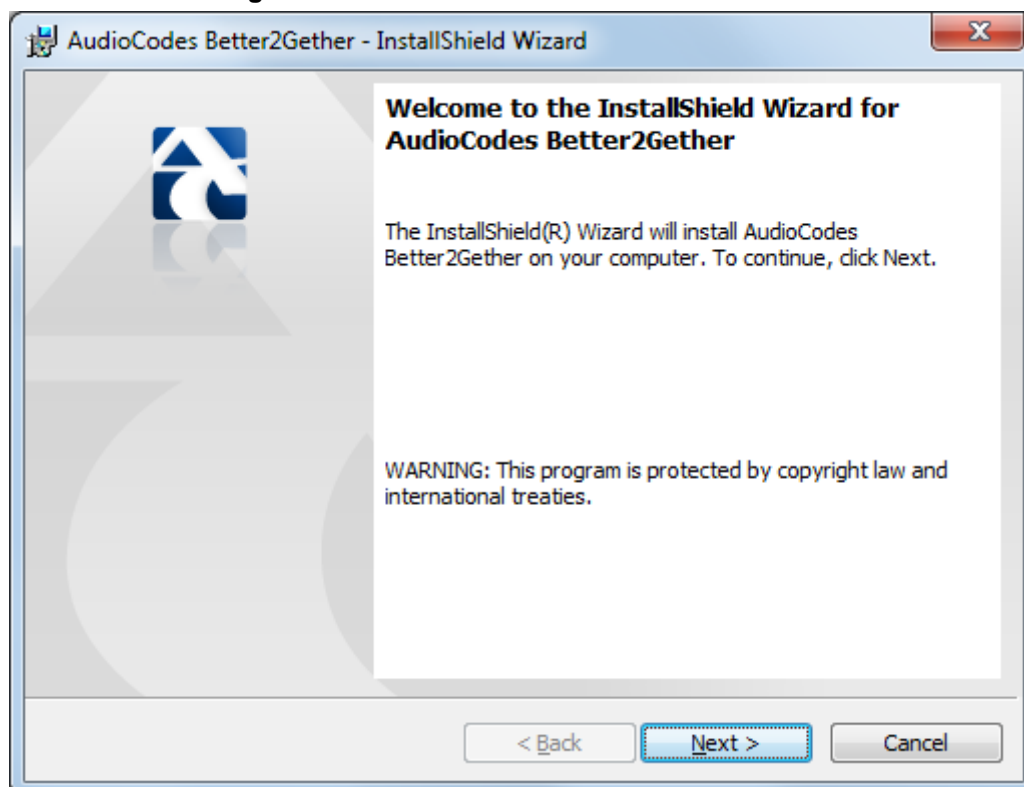 AudioCodes Better2Gether - InstallShield Wizard
Welcome to the InstallShield Wizard for
AudioCodes Better2Gether
The InstallShield(R) Wizard will install AudioCodes
Better2Gether on your computer. To continue, click Next.
WARNING: This program is protected by copyright law and
international treaties.
< Back Next > Cancel